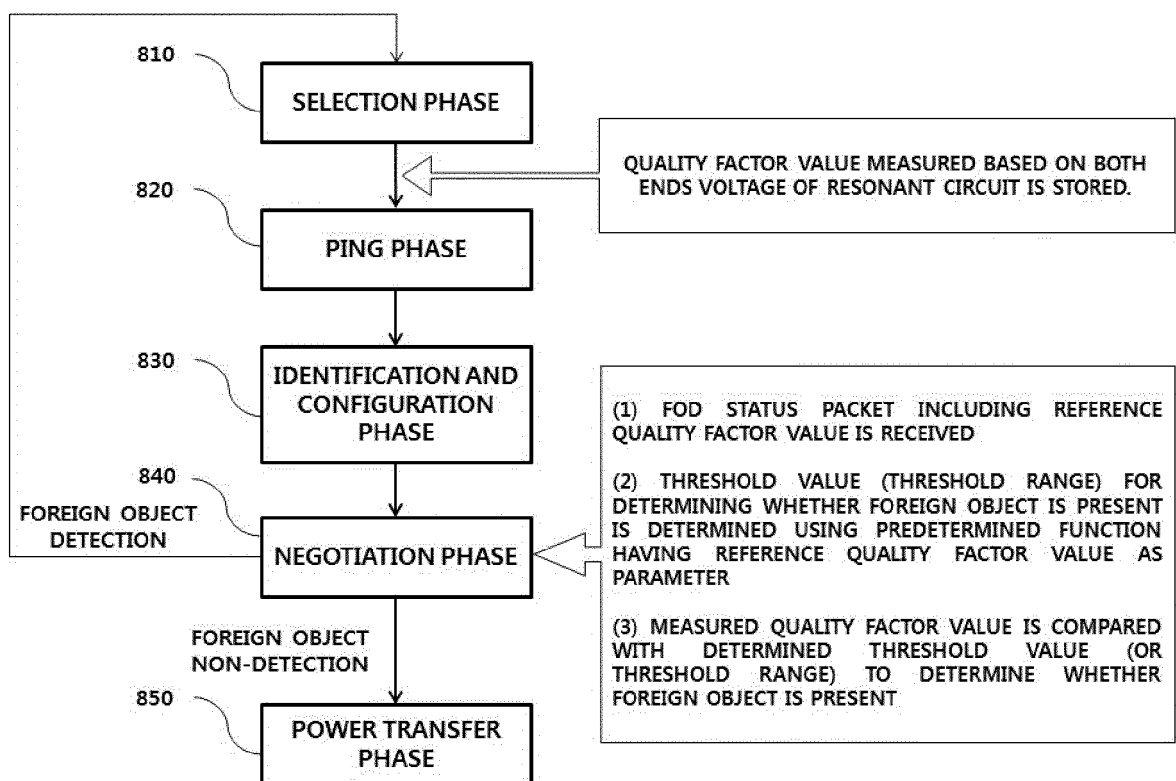 810
SELECTION PHASE
QUALITY FACTOR VALUE MEASURED BASED ON BOTH
ENDS VOLTAGE OF RESONANT CIRCUIT IS STORED.
820
PING PHASE
830
IDENTIFICATION AND
CONFIGURATION
PHASE
840
FOREIGN OBJECT
DETECTION
NEGOTIATION PHASE
(1) FOD STATUS PACKET INCLUDING REFERENCE
QUALITY FACTOR VALUE IS RECEIVED
(2) THRESHOLD VALUE (THRESHOLD RANGE) FOR
DETERMINING WHETHER FOREIGN OBJECT IS PRESENT
IS DETERMINED USING PREDETERMINED FUNCTION
HAVING REFERENCE QUALITY FACTOR VALUE AS
PARAMETER
(3) MEASURED QUALITY FACTOR VALUE IS COMPARED
WITH DETERMINED THRESHOLD VALUE (OR
THRESHOLD RANGE) TO DETERMINE WHETHER
FOREIGN OBJECT IS PRESENT
FOREIGN OBJECT
NON-DETECTION
850
POWER TRANSFER
PHASE